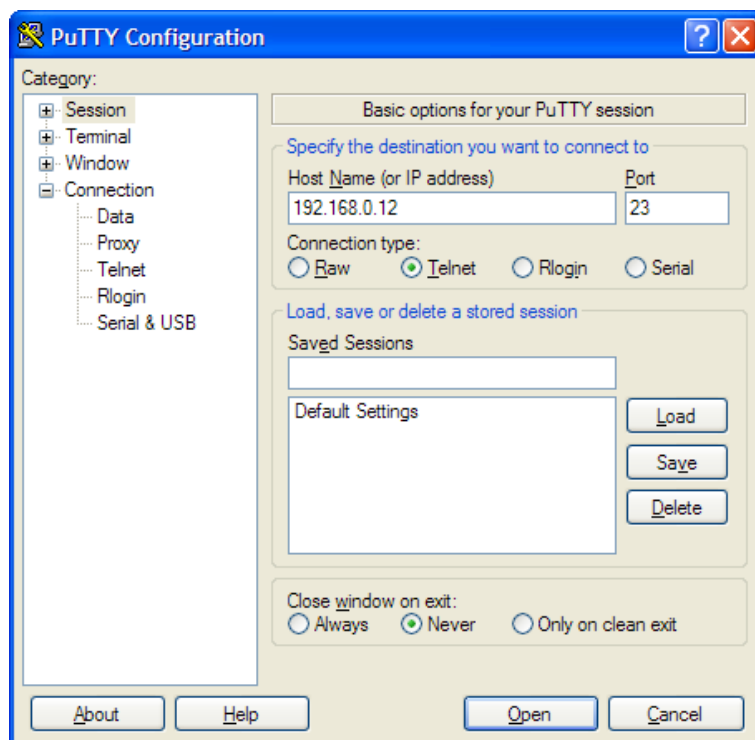 PuTTY Configuration
Category:
Session
Terminal
Window
Connection
Data
Proxy
Telnet
Rlogin
Serial & USB
Basic options for your PuTTY session
Specify the destination you want to connect to
Host Name (or IP address) Port
192.168.0.12 23
Connection type:
Raw Telnet Rlogin Serial
Load, save or delete a stored session
Saved Sessions
Default Settings
Load
Save
Delete
Close window on exit:
Always Never Only on clean exit
About Help Open Cancel